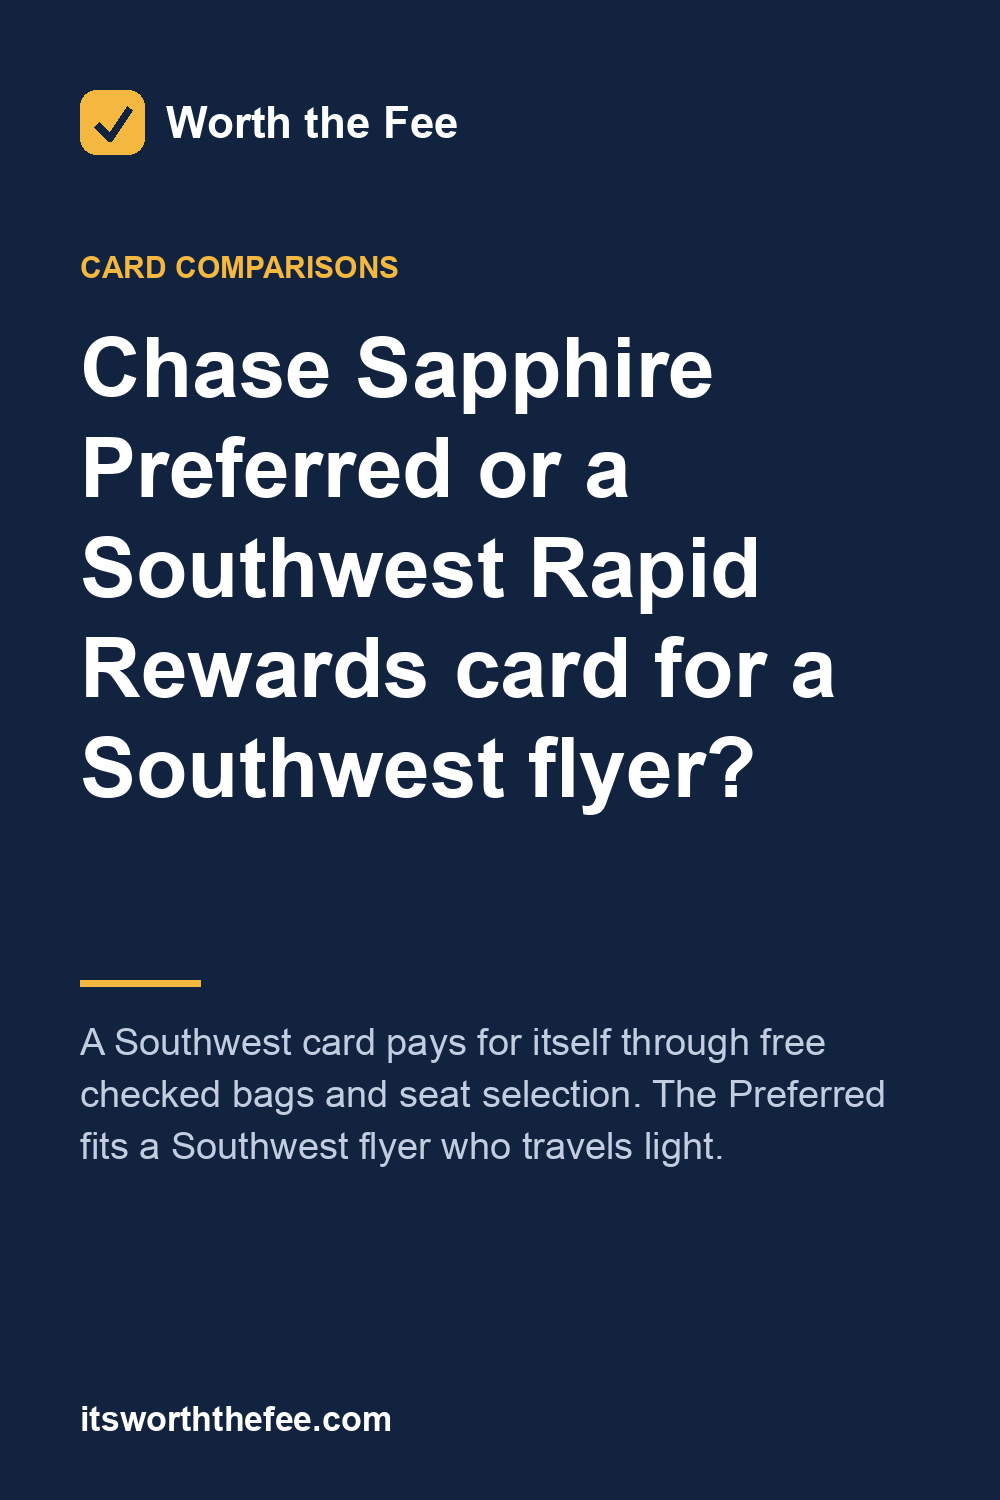 Worth the Fee
CARD COMPARISONS
Chase Sapphire
Preferred or a
Southwest Rapid
Rewards card for a
Southwest flyer?
A Southwest card pays for itself through free
checked bags and seat selection. The Preferred
fits a Southwest flyer who travels light.
itsworththefee.com